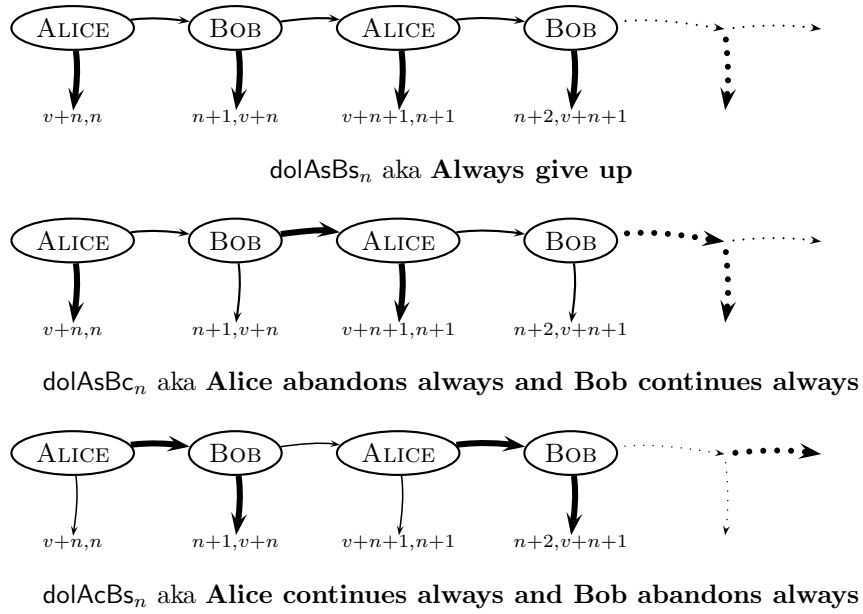 ALICE BOB ALICE BOB
v+n,n n+1,v+n v+n+1,n+1 n+2,v+n+1
dolAsBsₙ aka Always give up
ALICE BOB ALICE BOB
v+n,n n+1,v+n v+n+1,n+1 n+2,v+n+1
dolAsBcₙ aka Alice abandons always and Bob continues always
ALICE BOB ALICE BOB
v+n,n n+1,v+n v+n+1,n+1 n+2,v+n+1
dolAcBsₙ aka Alice continues always and Bob abandons always